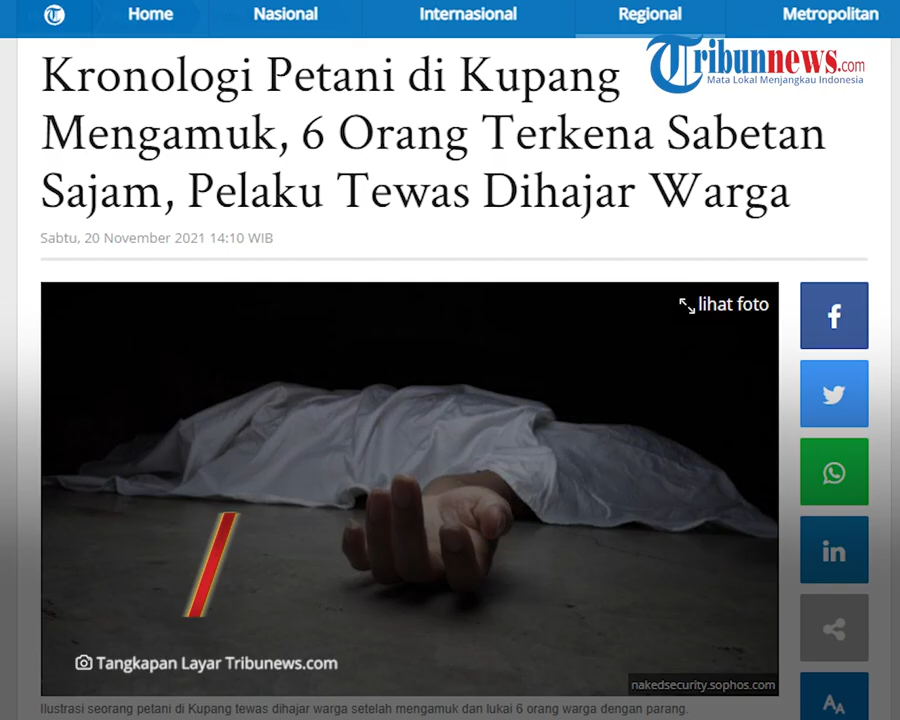 Home Nasional Internasional Regional Metropolitan
Tribunnews.com
Mata Lokal Menjangkau Indonesia
Kronologi Petani di Kupang
Mengamuk, 6 Orang Terkena Sabetan
Sajam, Pelaku Tewas Dihajar Warga
Sabtu, 20 November 2021 14:10 WIB
lihat foto
Tangkapan Layar Tribunews.com
nakedsecurity.sophos.com
Ilustrasi seorang petani di Kupang tewas dihajar warga setelah mengamuk dan lukai 6 orang warga dengan parang.
AA